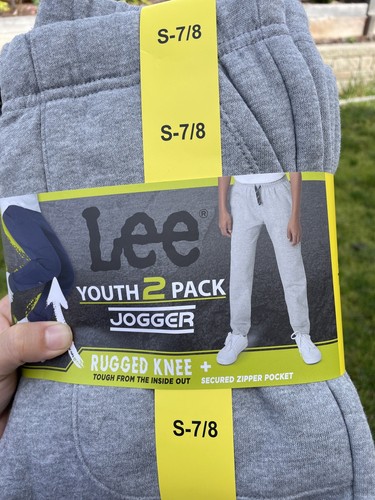 S-7/8
S-7/8
Lee®
YOUTH 2 PACK
JOGGER
RUGGED KNEE +
TOUGH FROM THE INSIDE OUT SECURED ZIPPER POCKET
S-7/8